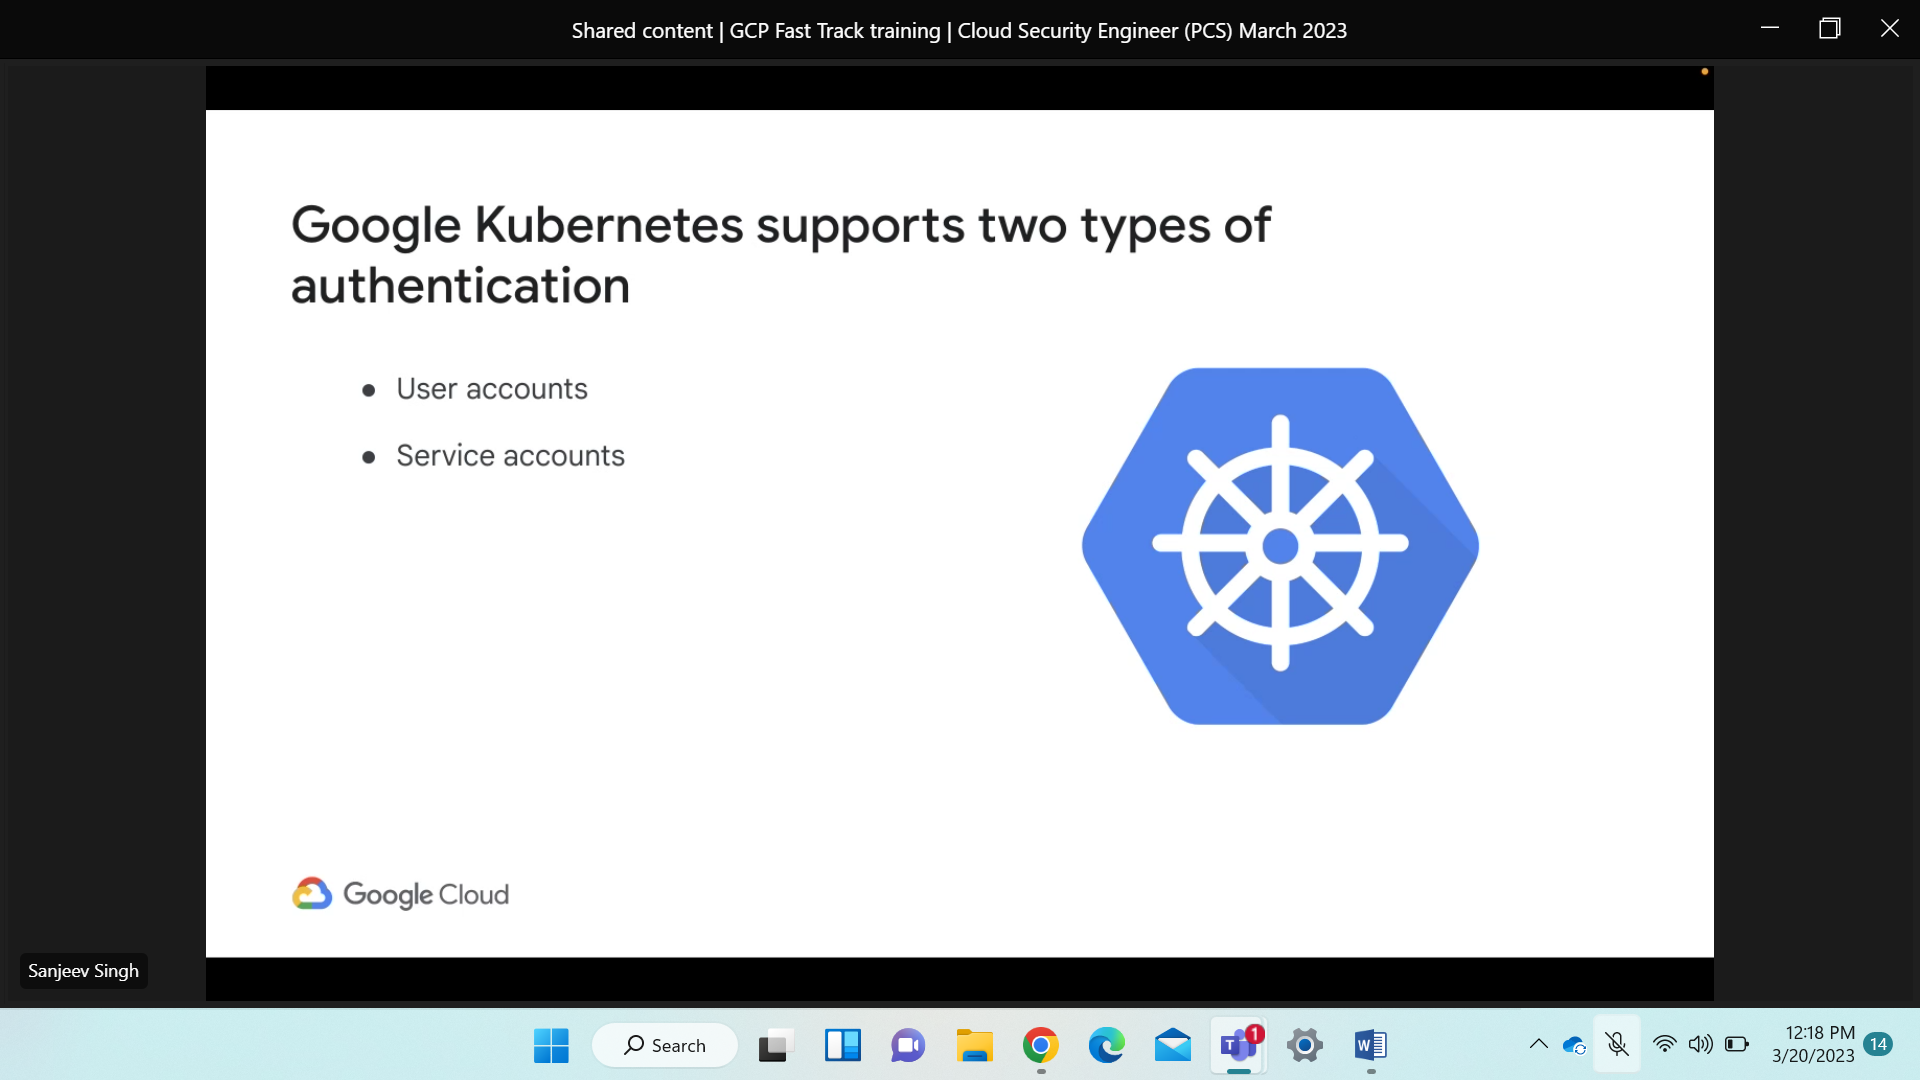 Shared content | GCP Fast Track training | Cloud Security Engineer (PCS) March 2023
Google Kubernetes supports two types of
authentication
● User accounts
● Service accounts
Google Cloud
Sanjeev Singh
Search
T
1
W
12:18 PM
3/20/2023
14